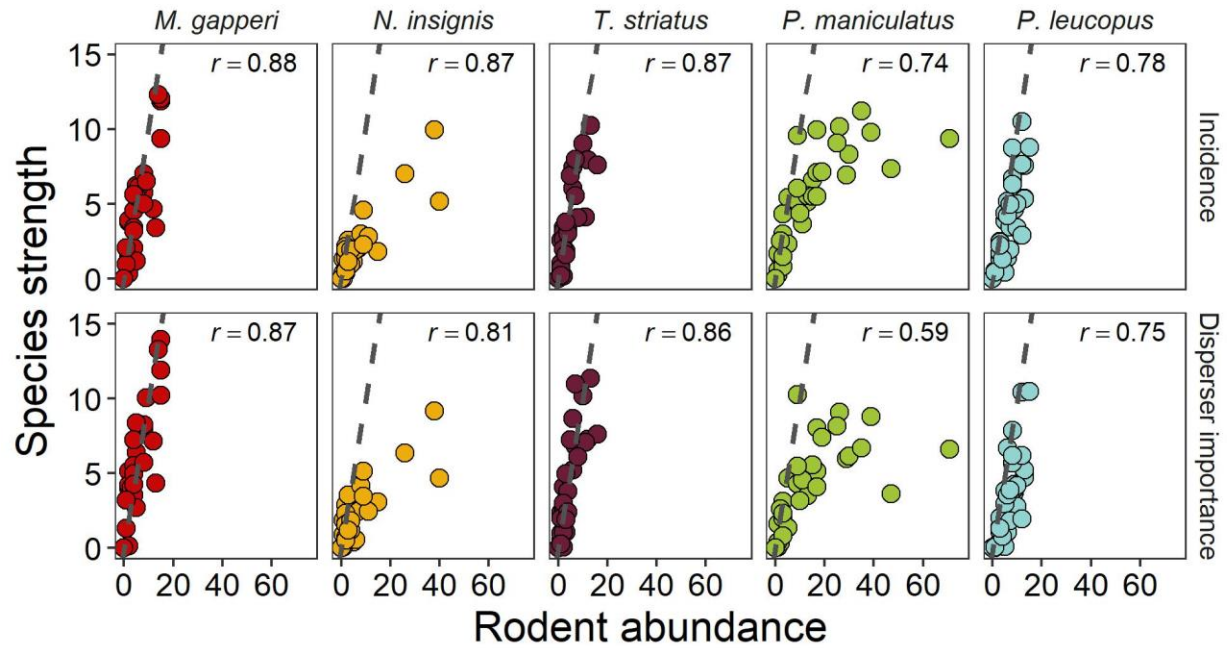 M. gapperi N. insignis T. striatus P. maniculatus P. leucopus
15 r = 0.88 r = 0.87 r = 0.87 r = 0.74 r = 0.78
10
5
0
Incidence
Species strength
15 r = 0.87 r = 0.81 r = 0.86 r = 0.59 r = 0.75
10
5
0
Disperser importance
0 20 40 60 0 20 40 60 0 20 40 60 0 20 40 60 0 20 40 60
Rodent abundance